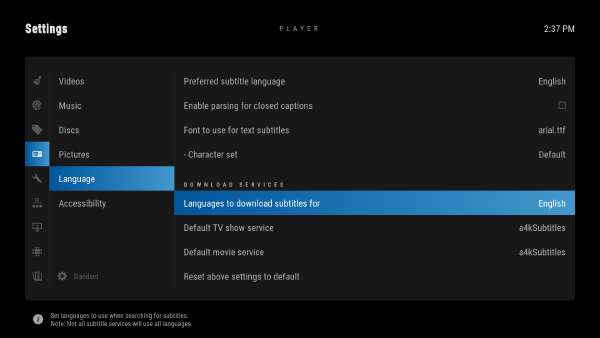 Settings
PLAYER
2:37 PM
Videos
Music
Discs
Pictures
Language
Accessibility
Standard
Preferred subtitle language English
Enable parsing for closed captions
Font to use for text subtitles arial.ttf
- Character set Default
DOWNLOAD SERVICES
Languages to download subtitles for English
Default TV show service a4kSubtitles
Default movie service a4kSubtitles
Reset above settings to default
Set languages to use when searching for subtitles.
Note: Not all subtitle services will use all languages.